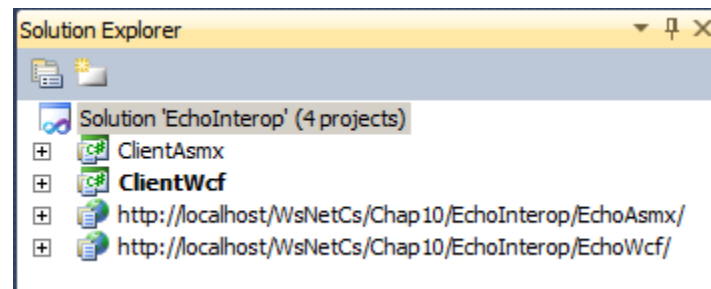 Solution Explorer
Solution 'EchoInterop' (4 projects)
ClientAsmx
ClientWcf
http://localhost/WsNetCs/Chap10/EchoInterop/EchoAsmx/
http://localhost/WsNetCs/Chap10/EchoInterop/EchoWcf/